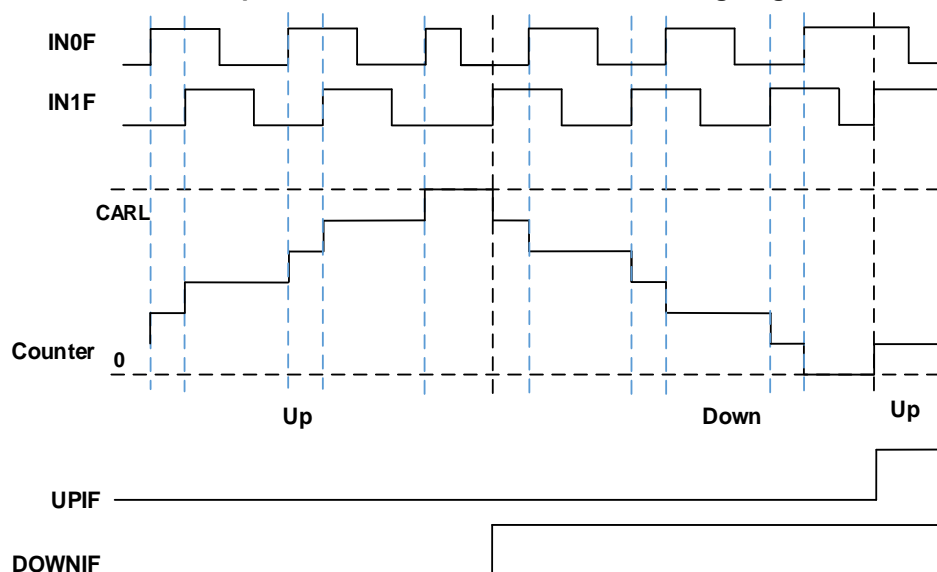 IN0F
IN1F
CARL
Counter 0
Up Down Up
UPIF
DOWNIF